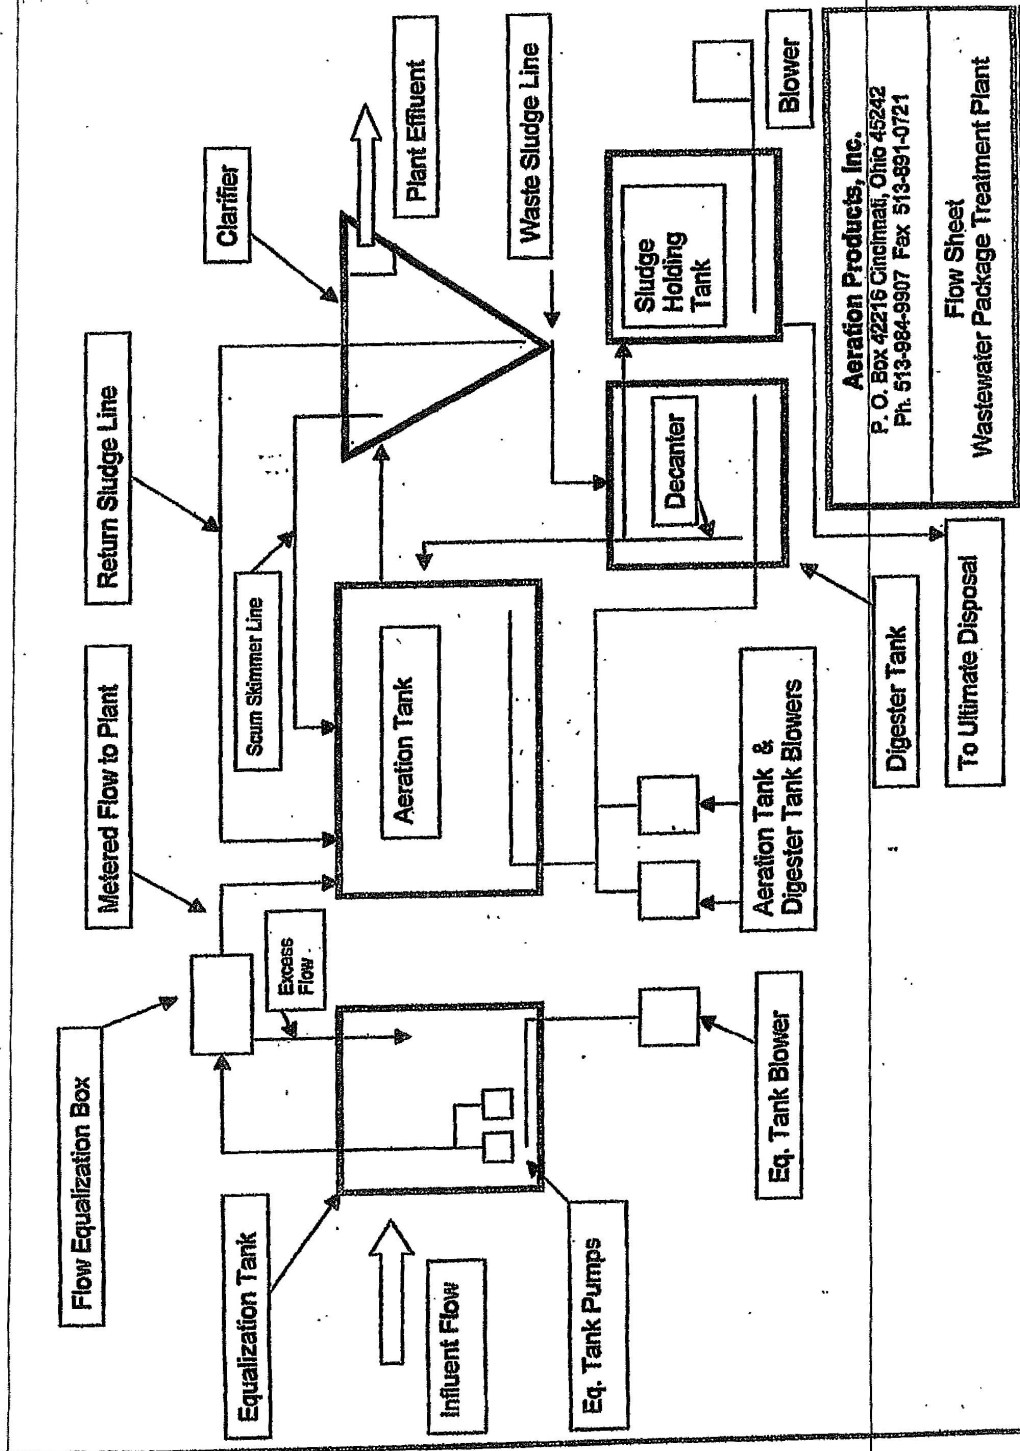 Flow Equalization Box
Metered Flow to Plant
Return Sludge Line
Clarifier
Plant Effluent
Equalization Tank
Excess
Flow
Scum Skimmer Line
Aeration Tank
Influent Flow
Waste Sludge Line
Eq. Tank Pumps
Decanter
Sludge
Holding
Tank
Eq. Tank Blower
Aeration Tank &
Digester Tank Blowers
Blower
Digester Tank
To Ultimate Disposal
Aeration Products, Inc.
P. O. Box 42216 Cincinnati, Ohio 45242
Ph. 513-984-9907 Fax 513-891-0721
Flow Sheet
Wastewater Package Treatment Plant